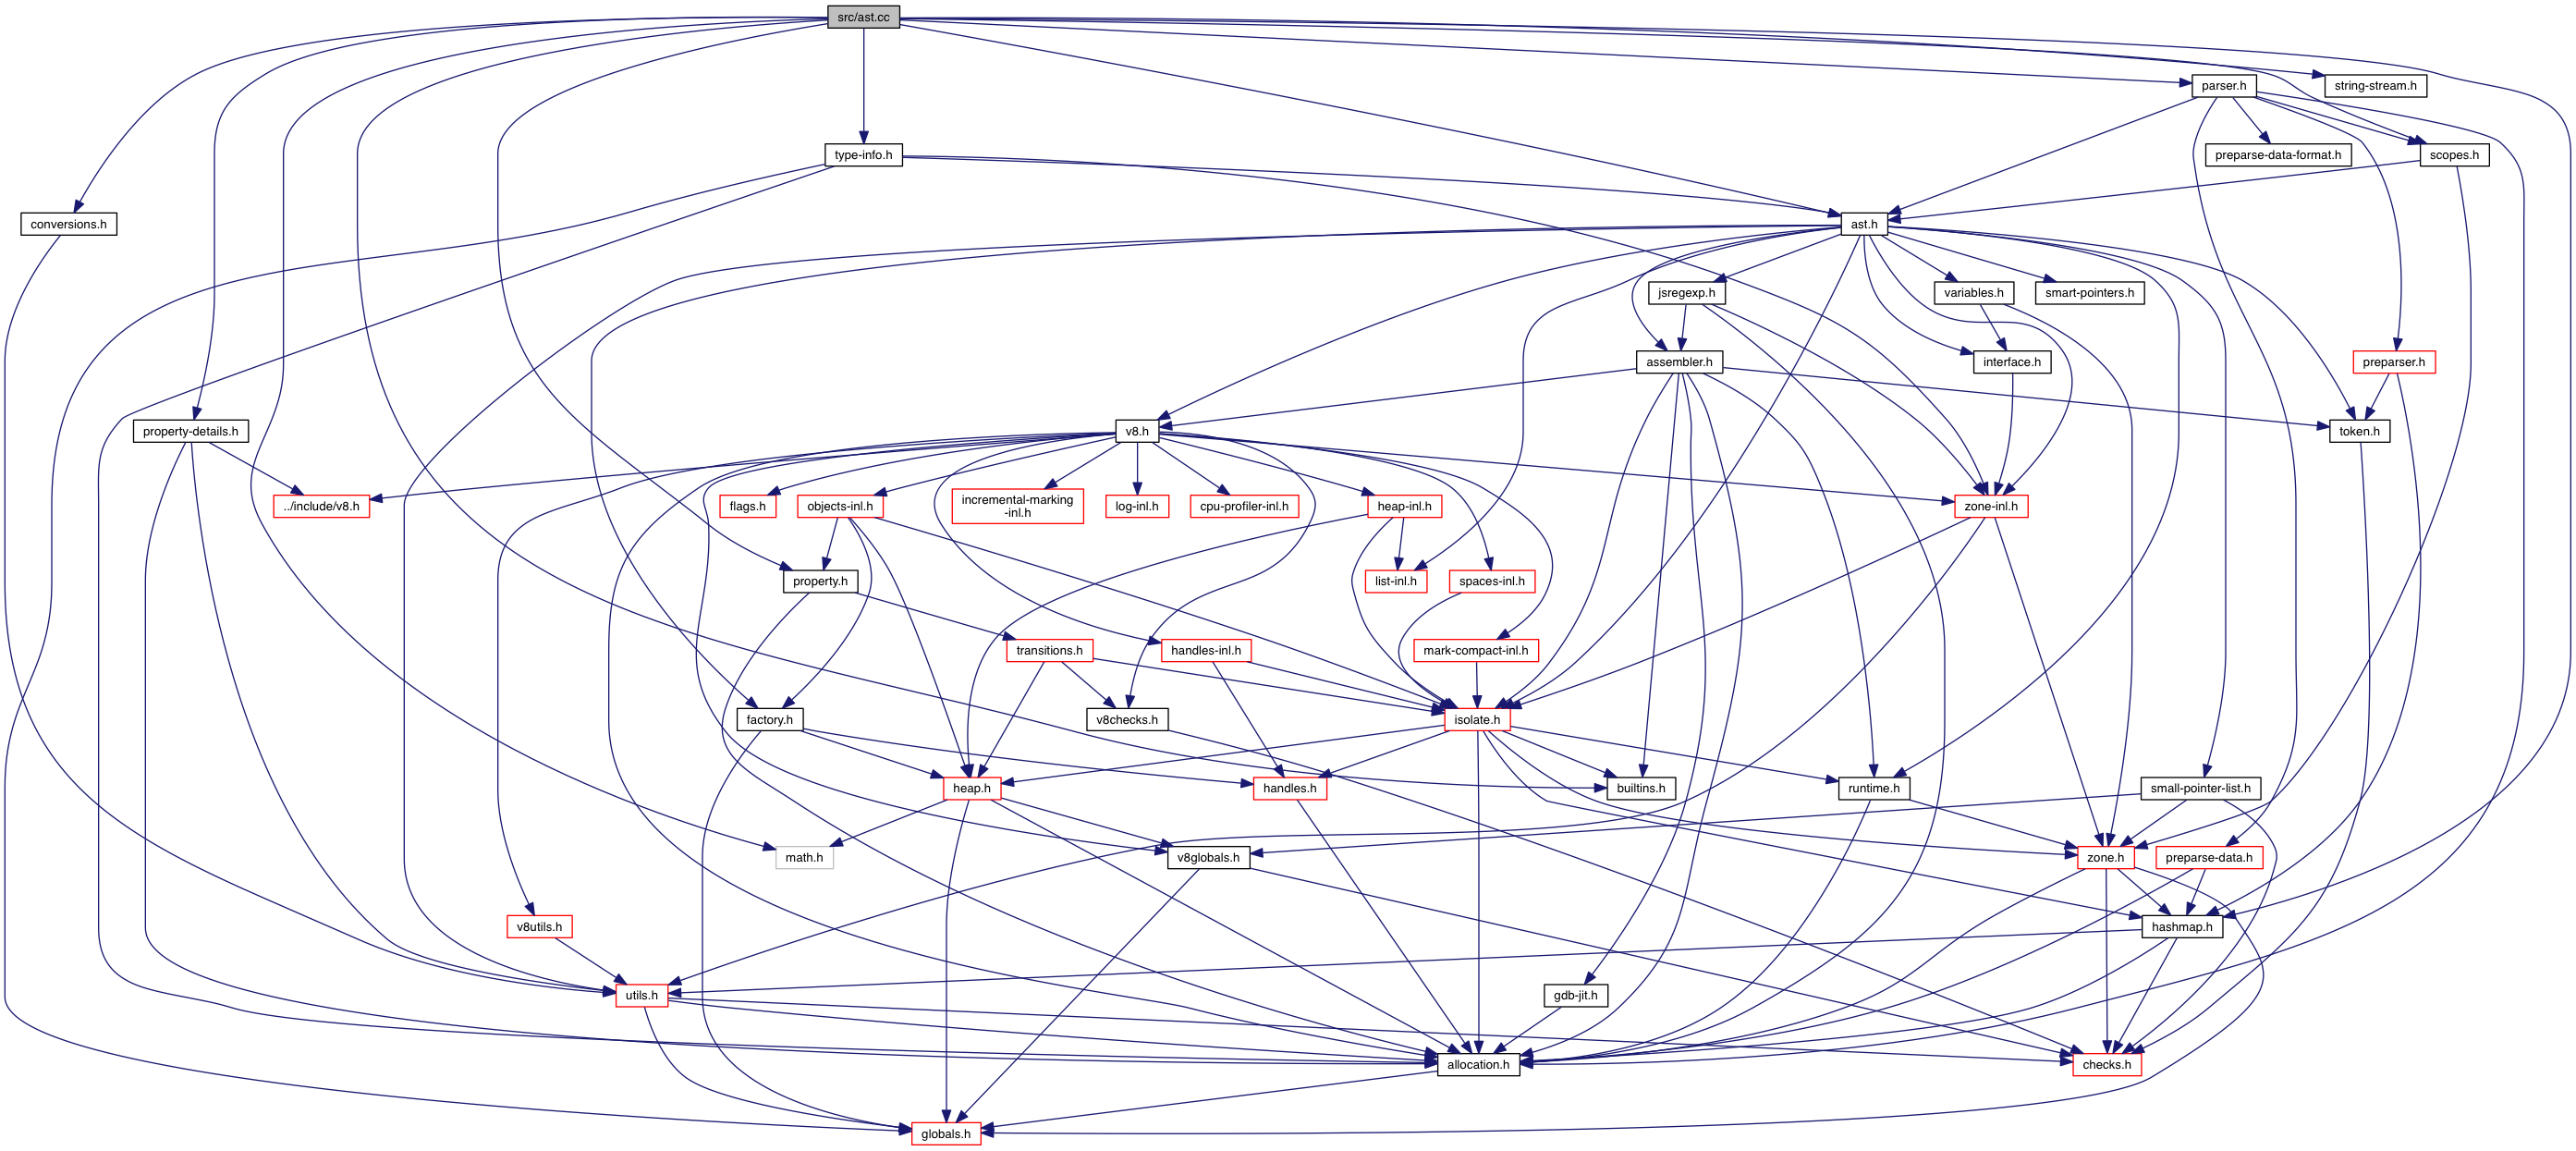 src/ast.cc
parser.h
string-stream.h
type-info.h
preparse-data-format.h
scopes.h
conversions.h
ast.h
jsregexp.h
variables.h
smart-pointers.h
assembler.h
interface.h
preparser.h
property-details.h
v8.h
token.h
../include/v8.h
flags.h
objects-inl.h
incremental-marking
-inl.h
log-inl.h
cpu-profiler-inl.h
heap-inl.h
zone-inl.h
property.h
list-inl.h
spaces-inl.h
transitions.h
handles-inl.h
mark-compact-inl.h
factory.h
v8checks.h
isolate.h
heap.h
handles.h
builtins.h
runtime.h
small-pointer-list.h
math.h
v8globals.h
zone.h
preparse-data.h
v8utils.h
hashmap.h
utils.h
gdb-jit.h
allocation.h
checks.h
globals.h